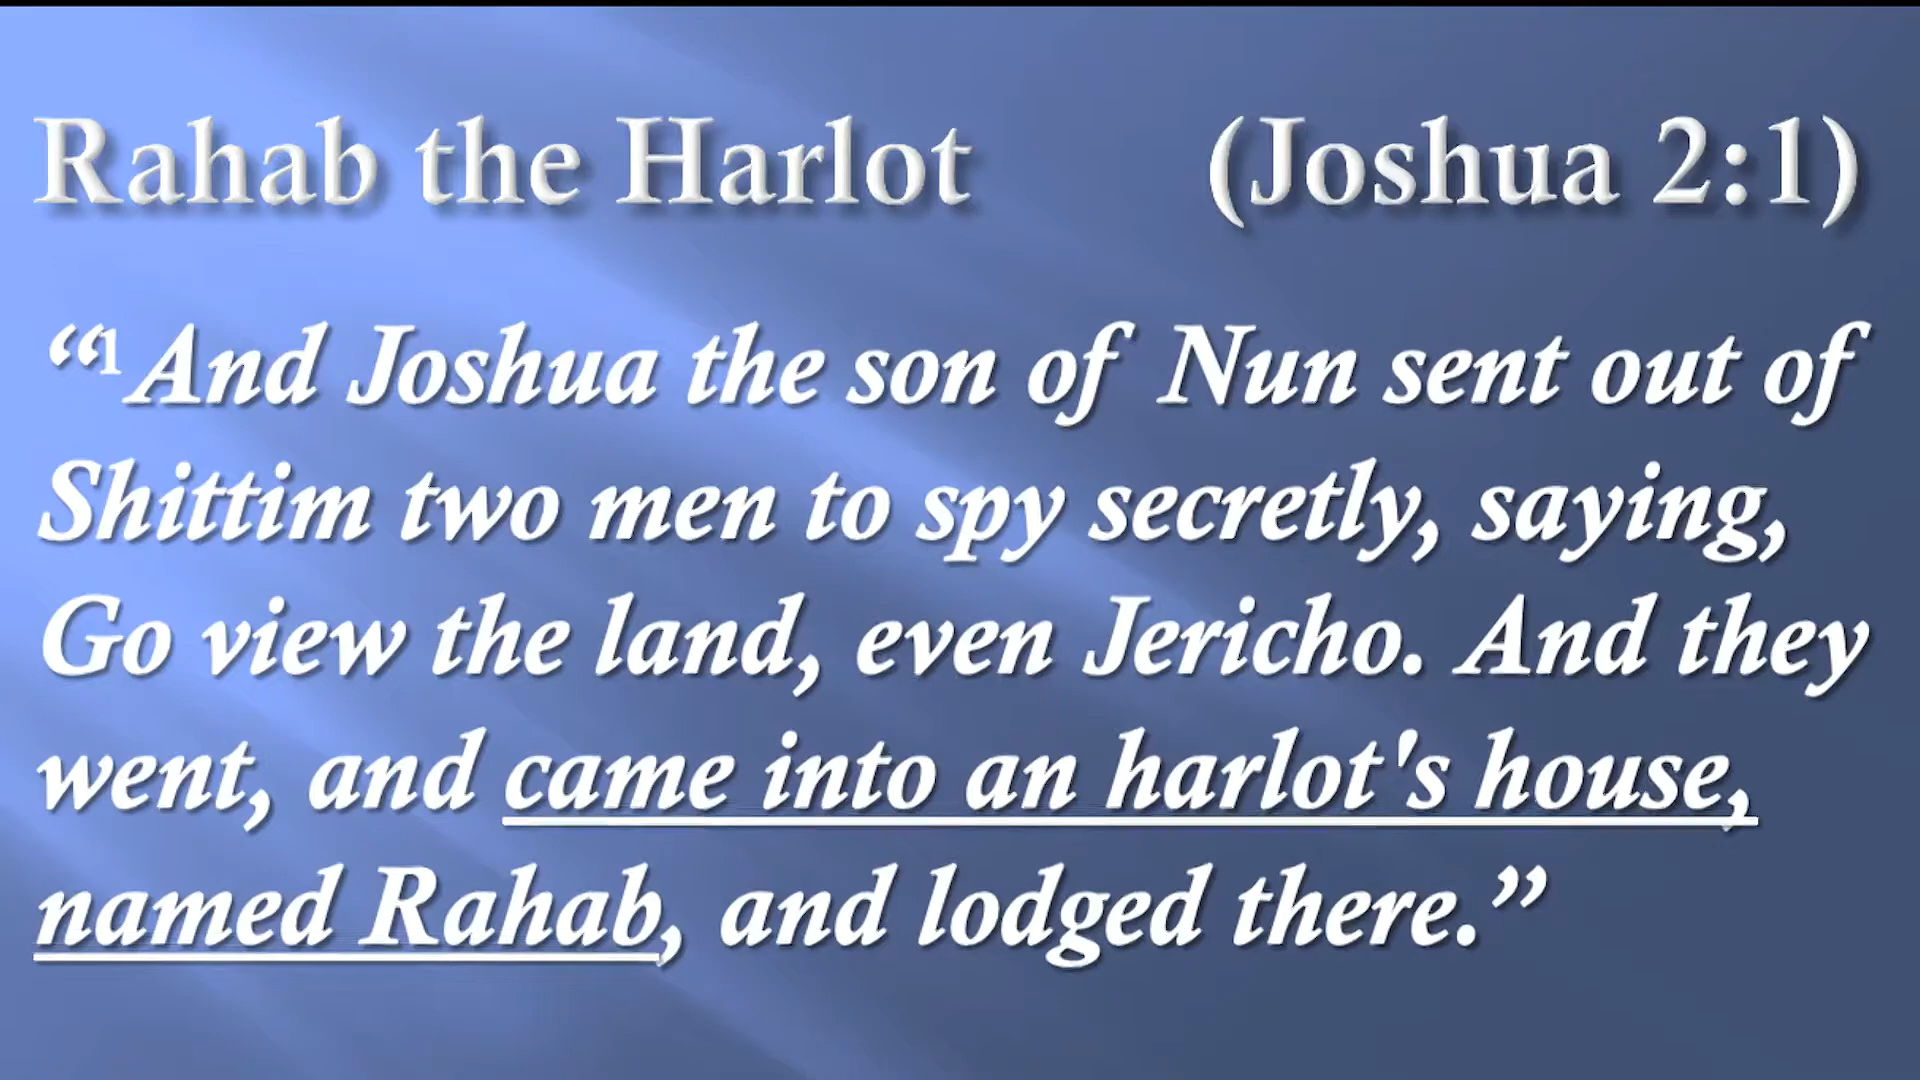 Rahab the Harlot (Joshua 2:1)
“1 And Joshua the son of Nun sent out of
Shittim two men to spy secretly, saying,
Go view the land, even Jericho. And they
went, and came into an harlot's house,
named Rahab, and lodged there.”